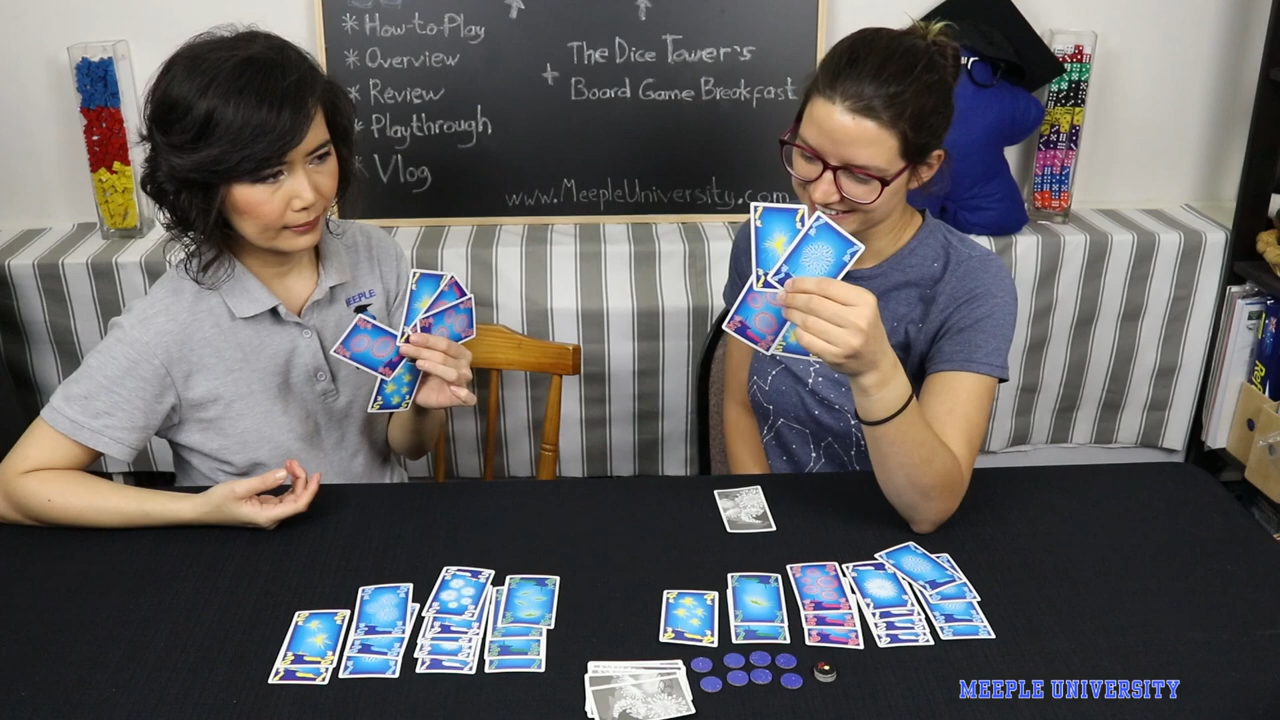 * How-to-Play
* Overview
* Review
* Playthrough
* Vlog
+ The Dice Tower's
Board Game Breakfast
www.MeepleUniversity.com
MEEPLE
MEEPLE UNIVERSITY